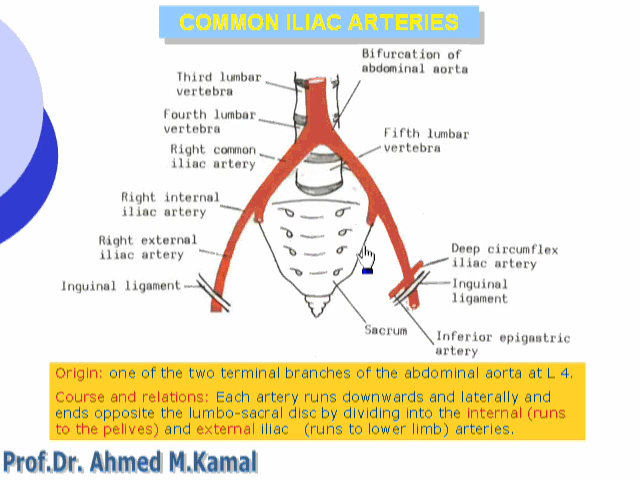 COMMON ILIAC ARTERIES
Bifurcation of
abdominal aorta
Third lumbar
vertebra
Fourth lumbar
vertebra
Fifth lumbar
vertebra
Right common
iliac artery
Right internal
iliac artery
Right external
iliac artery
Deep circumflex
iliac artery
Inguinal ligament
Inguinal
ligament
Sacrum
Inferior epigastric
artery
Origin: one of the two terminal branches of the abdominal aorta at L 4.
Course and relations: Each artery runs downwards and laterally and
ends opposite the lumbo-sacral disc by dividing into the internal (runs
to the pelives) and external iliac (runs to lower limb) arteries.
Prof.Dr. Ahmed M.Kamal